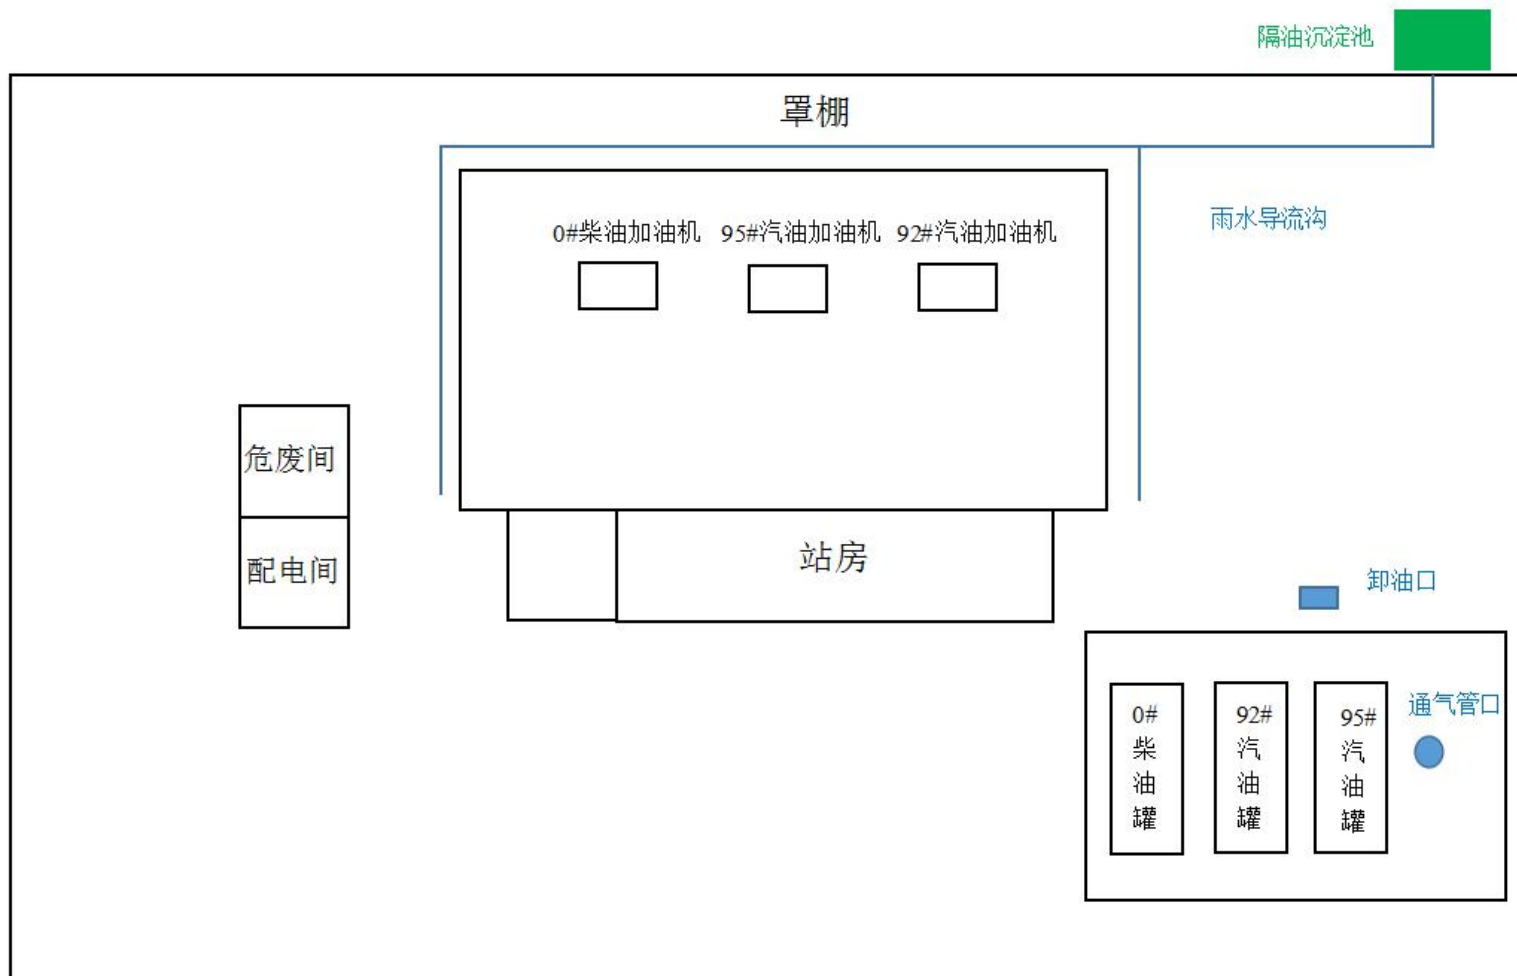 隔油沉淀池
罩棚
雨水导流沟
0#柴油加油机 95#汽油加油机 92#汽油加油机
危废间
配电间
站房
卸油口
通气管口
0#
柴
油
罐
92#
汽
油
罐
95#
汽
油
罐